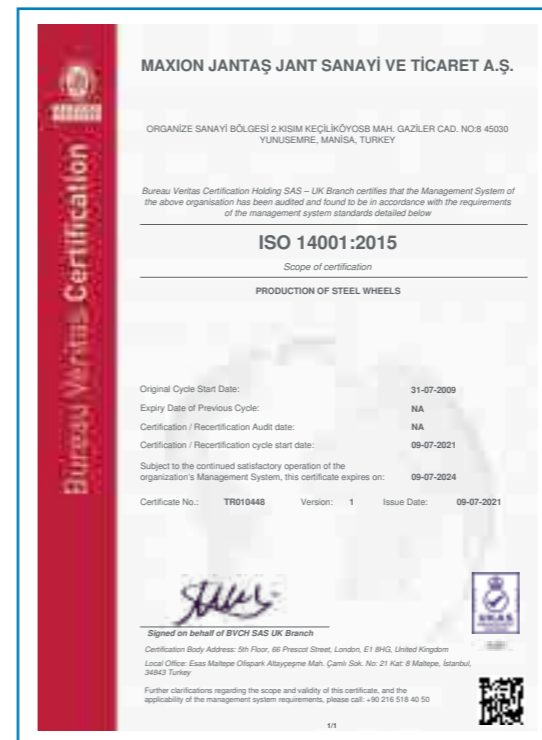 Bureau Veritas Certification
MAXION JANTAŞ JANT SANAYİ VE TİCARET A.Ş.
ORGANİZE SANAYİ BÖLGESİ 2.KISIM KEÇİLİKÖYOSB MAH. GAZİLER CAD. NO:8 45030
YUNUSEMRE, MANİSA, TURKEY
Bureau Veritas Certification Holding SAS – UK Branch certifies that the Management System of
the above organisation has been audited and found to be in accordance with the requirements
of the management system standards detailed below
ISO 14001:2015
Scope of certification
PRODUCTION OF STEEL WHEELS
Original Cycle Start Date: 31-07-2009
Expiry Date of Previous Cycle: NA
Certification / Recertification Audit date: NA
Certification / Recertification cycle start date: 09-07-2021
Subject to the continued satisfactory operation of the
organization's Management System, this certificate expires on: 09-07-2024
Certificate No.: TR010448 Version: 1 Issue Date: 09-07-2021
Signed on behalf of BVCH SAS UK Branch
UKAS
Certification Body Address: 5th Floor, 66 Prescot Street, London, E1 8HG, United Kingdom
Local Office: Esas Maltepe Ofispark Altayçeşme Mah. Çamlı Sok. No: 21 Kat: 8 Maltepe, İstanbul,
34843 Turkey
Further clarifications regarding the scope and validity of this certificate, and the
applicability of the management system requirements, please call: +90 216 518 40 50
1/1